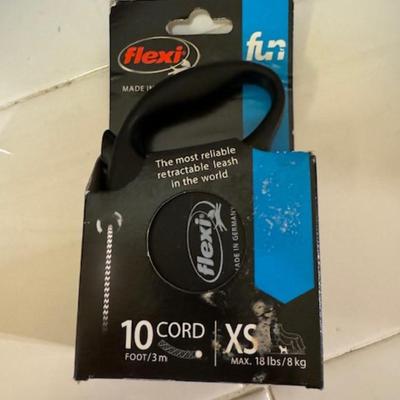 flexi
fun
MADE IN
The most reliable
retractable leash
in the world
flexi
MADE IN GERMANY
10 CORD
FOOT/3 m
XS
MAX. 18 lbs/8 kg